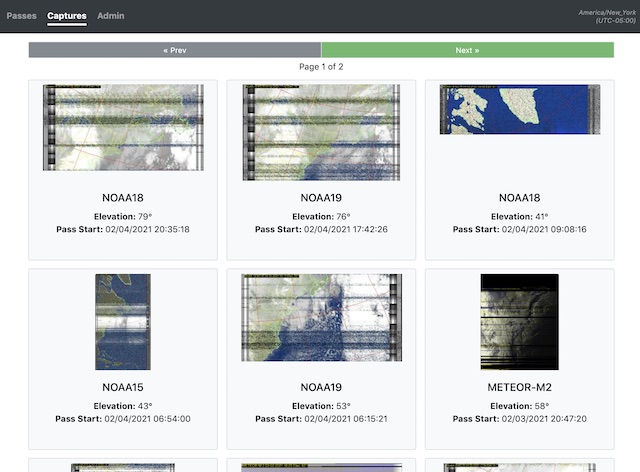 Passes Captures Admin
America/New_York
(UTC-05:00)
« Prev
Next »
Page 1 of 2
NOAA18
Elevation: 79°
Pass Start: 02/04/2021 20:35:18
NOAA19
Elevation: 76°
Pass Start: 02/04/2021 17:42:26
NOAA18
Elevation: 41°
Pass Start: 02/04/2021 09:08:16
NOAA15
Elevation: 43°
Pass Start: 02/04/2021 06:54:00
NOAA19
Elevation: 53°
Pass Start: 02/04/2021 06:15:21
METEOR-M2
Elevation: 58°
Pass Start: 02/03/2021 20:47:20